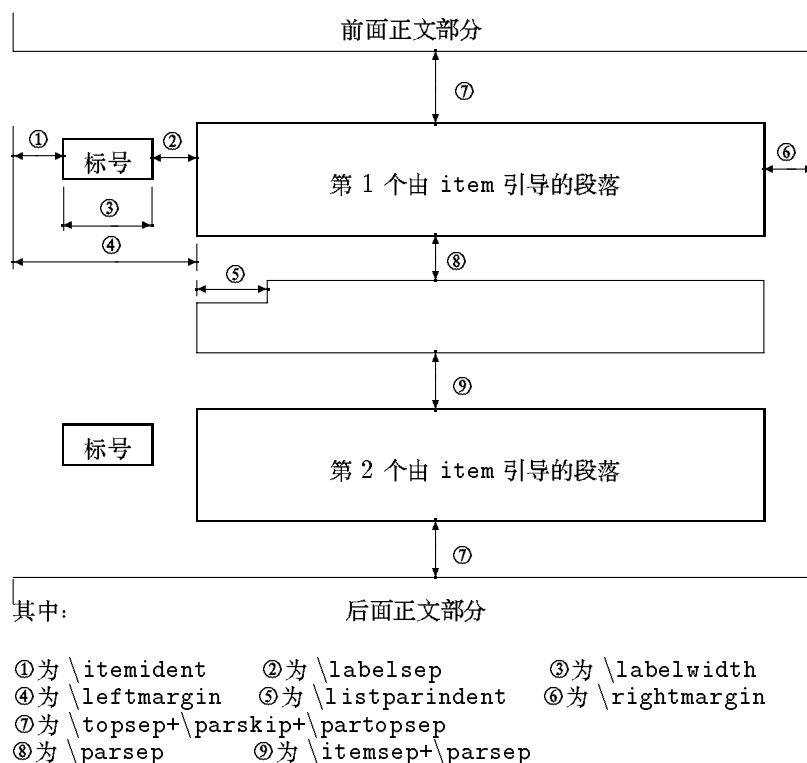 前面正文部分
⑦
① 标号 ② 第 1 个由 item 引导的段落 ⑥
③
④
⑧
⑤
⑨
标号 第 2 个由 item 引导的段落
⑦
其中: 后面正文部分
①为 \itemident ②为 \labelsep ③为 \labelwidth
④为 \leftmargin ⑤为 \listparindent ⑥为 \rightmargin
⑦为 \topsep+\parskip+\partopsep
⑧为 \parsep ⑨为 \itemsep+\parsep